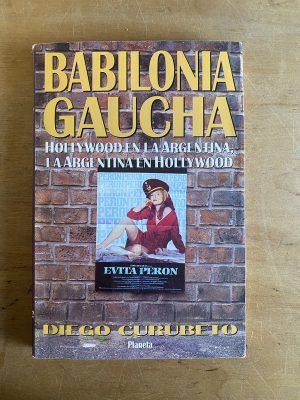 BABILONIA
GAUCHA
HOLLYWOOD EN LA ARGENTINA,
LA ARGENTINA EN HOLLYWOOD
EVITA PERON
DIEGO CURUBETO
Planeta